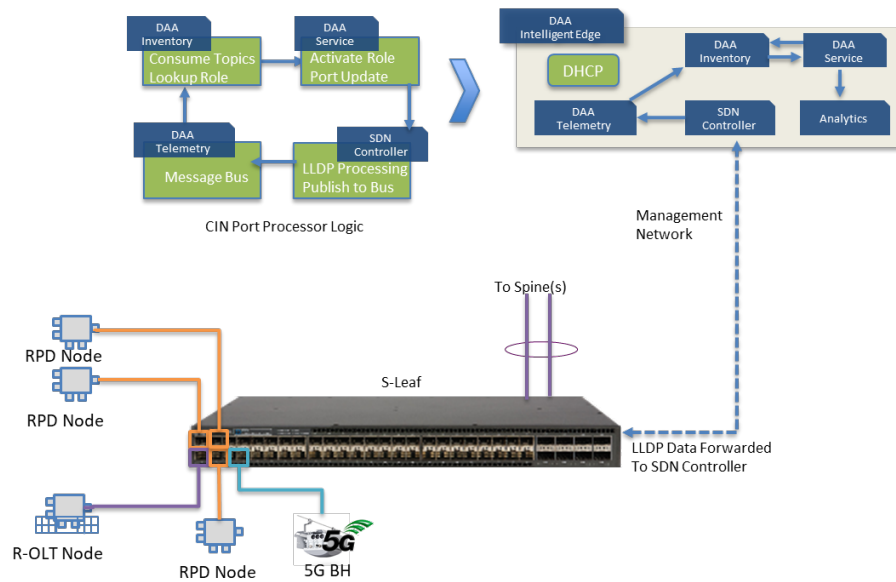 DAA
Inventory
Consume Topics
Lookup Role
DAA
Service
Activate Role
Port Update
DAA
Telemetry
Message Bus
SDN
Controller
LLDP Processing
Publish to Bus
CIN Port Processor Logic
DAA
Intelligent Edge
DHCP
DAA
Inventory
DAA
Service
DAA
Telemetry
SDN
Controller
Analytics
Management
Network
To Spine(s)
S-Leaf
RPD Node
RPD Node
LLDP Data Forwarded
To SDN Controller
R-OLT Node
RPD Node
5G
5G BH